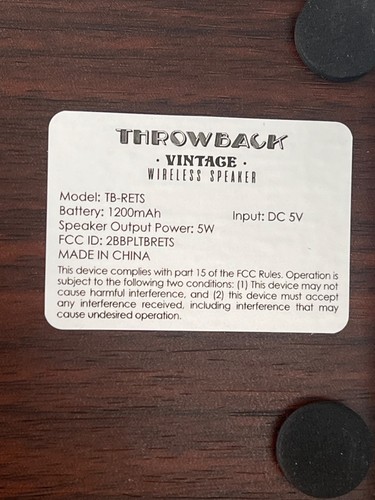 THROWBACK
· VINTAGE ·
WIRELESS SPEAKER
Model: TB-RETS
Battery: 1200mAh Input: DC 5V
Speaker Output Power: 5W
FCC ID: 2BBPLTBRETS
MADE IN CHINA
This device complies with part 15 of the FCC Rules. Operation is
subject to the following two conditions: (1) This device may not
cause harmful interference, and (2) this device must accept
any interference received, including interference that may
cause undesired operation.